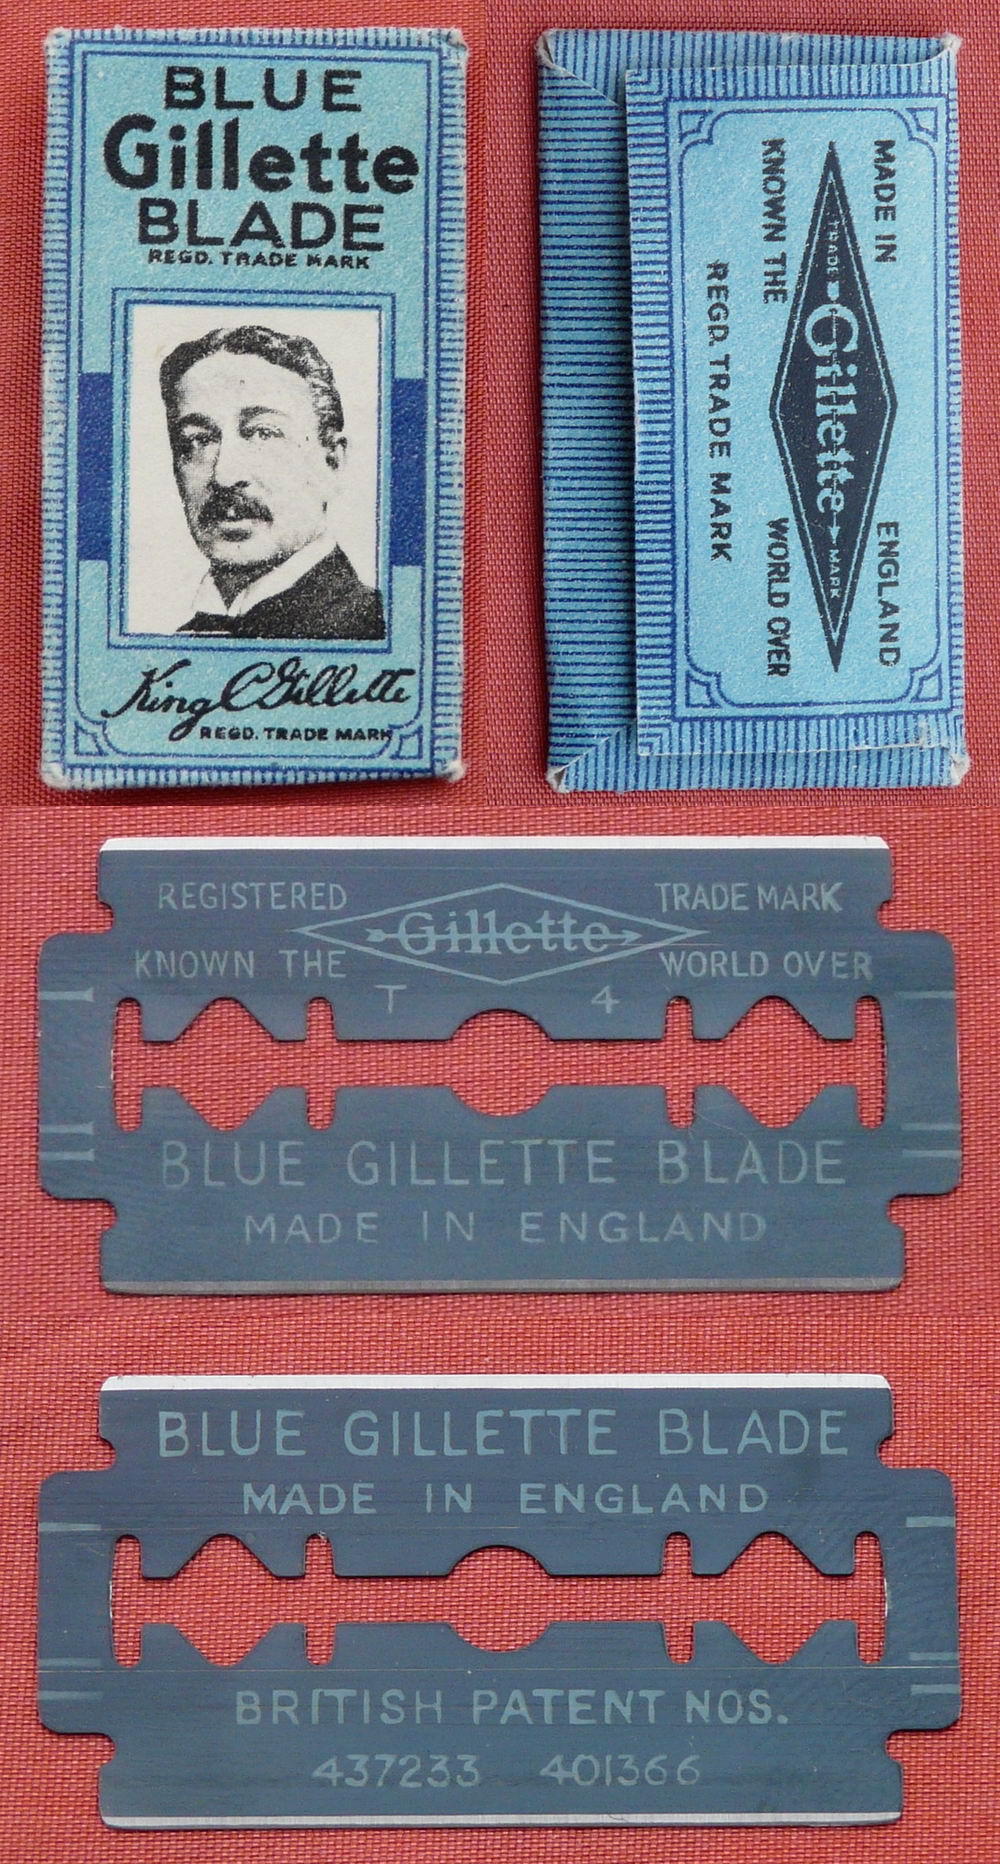 BLUE
Gillette
BLADE
REGD. TRADE MARK
King C Gillette
REGD. TRADE MARK
MADE IN ENGLAND
TRADE Gillette MARK
KNOWN THE WORLD OVER
REGD. TRADE MARK
REGISTERED Gillette TRADE MARK
KNOWN THE WORLD OVER
T 4
BLUE GILLETTE BLADE
MADE IN ENGLAND
BLUE GILLETTE BLADE
MADE IN ENGLAND
BRITISH PATENT NOS.
437233 401366